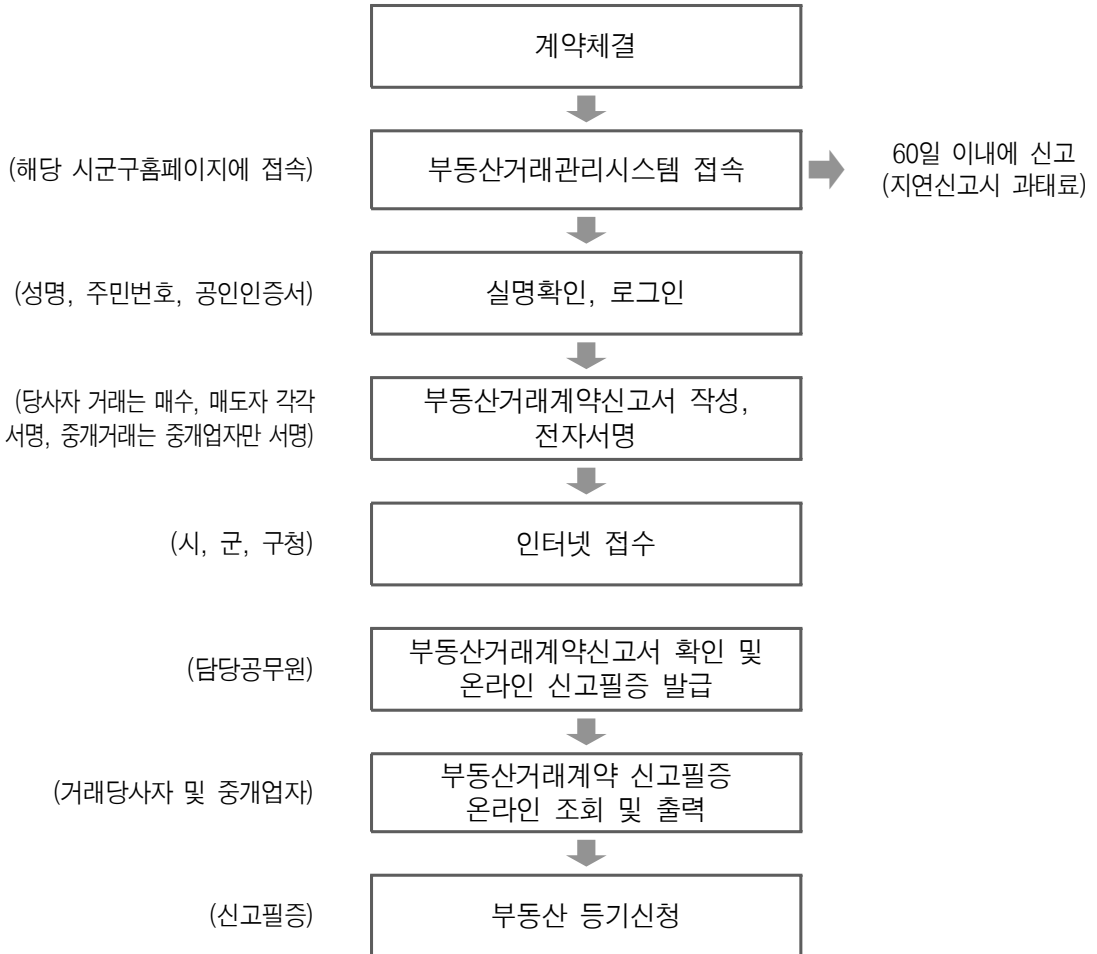 계약체결
(해당 시군구홈페이지에 접속)
부동산거래관리시스템 접속
60일 이내에 신고
(지연신고시 과태료)
(성명, 주민번호, 공인인증서)
실명확인, 로그인
(당사자 거래는 매수, 매도자 각각
서명, 중개거래는 중개업자만 서명)
부동산거래계약신고서 작성,
전자서명
(시, 군, 구청)
인터넷 접수
(담당공무원)
부동산거래계약신고서 확인 및
온라인 신고필증 발급
(거래당사자 및 중개업자)
부동산거래계약 신고필증
온라인 조회 및 출력
(신고필증)
부동산 등기신청